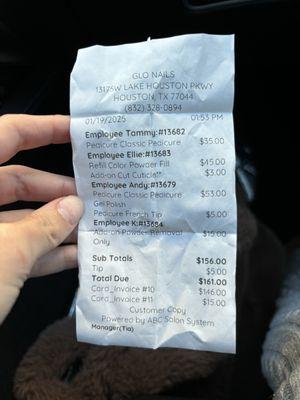 GLO NAILS
13175W LAKE HOUSTON PKWY
HOUSTON, TX 77044
(832) 328-0894
01/19/2025 01:53 PM
Employee Tammy:#13682
Pedicure Classic Pedicure $35.00
Employee Ellie:#13683
Refill Color Powder Fill $45.00
Add-on Cut Cuticle** $3.00
Employee Andy:#13679
Pedicure Classic Pedicure $53.00
Gel Polish
Pedicure French Tip $5.00
Employee K:#13684
Add-on Powder Removal $15.00
Only
Sub Totals $156.00
Tip $5.00
Total Due $161.00
Card_Invoice #10 $146.00
Card_Invoice #11 $15.00
Customer Copy
Powered by ABC Salon System
Manager(Tia)